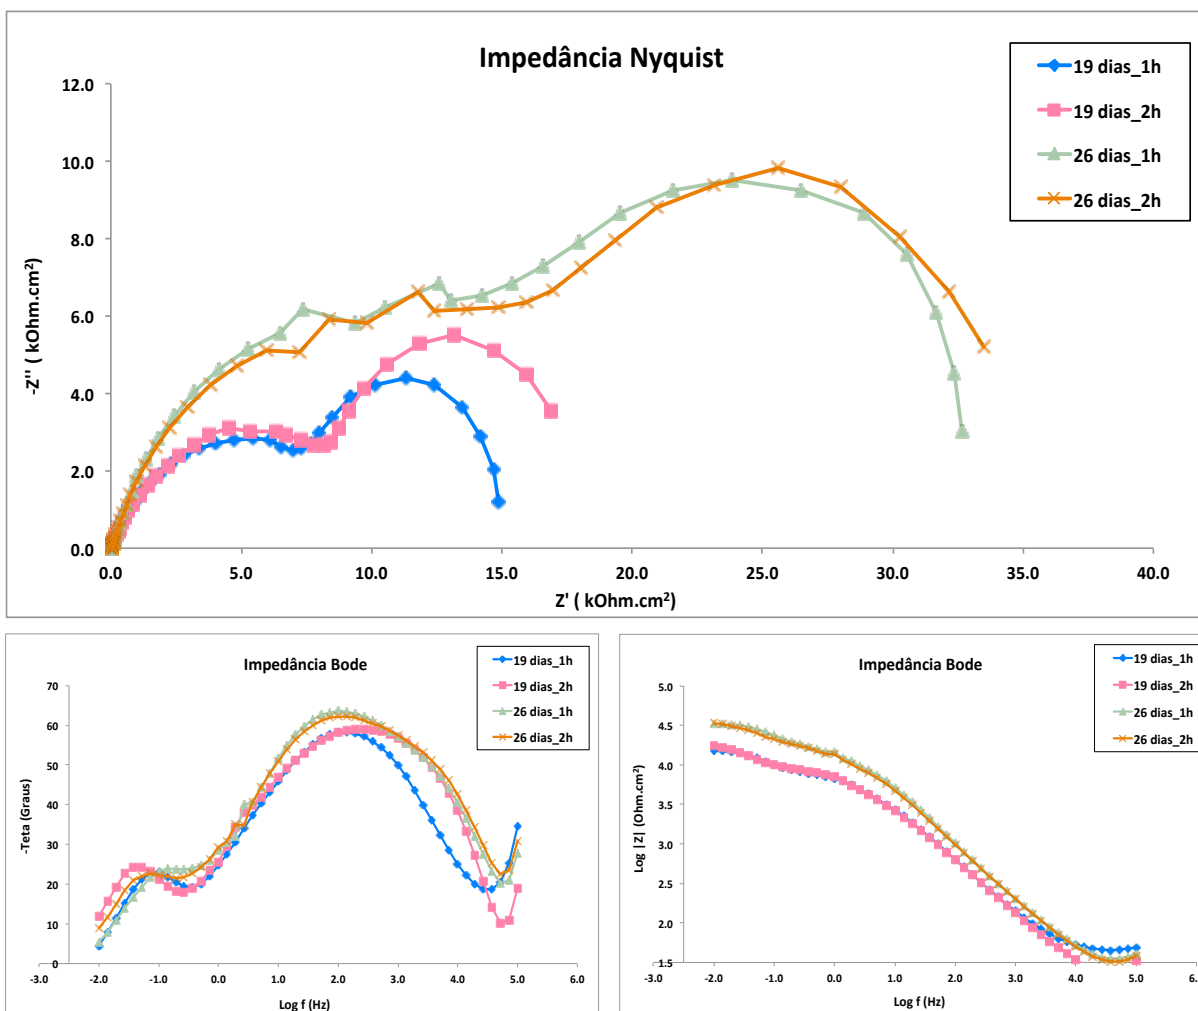 Impedância Nyquist
19 dias_1h
19 dias_2h
26 dias_1h
26 dias_2h
12.0
10.0
8.0
6.0
4.0
2.0
0.0
-Z'' ( kOhm.cm²)
0.0 5.0 10.0 15.0 20.0 25.0 30.0 35.0 40.0
Z' ( kOhm.cm²)
Impedância Bode
19 dias_1h
19 dias_2h
26 dias_1h
26 dias_2h
70
60
50
40
30
20
10
0
-Teta (Graus)
-3.0 -2.0 -1.0 0.0 1.0 2.0 3.0 4.0 5.0 6.0
Log f (Hz)
Impedância Bode
19 dias_1h
19 dias_2h
26 dias_1h
26 dias_2h
5.0
4.5
4.0
3.5
3.0
2.5
2.0
1.5
Log |Z| (Ohm.cm²)
-3.0 -2.0 -1.0 0.0 1.0 2.0 3.0 4.0 5.0 6.0
Log f (Hz)